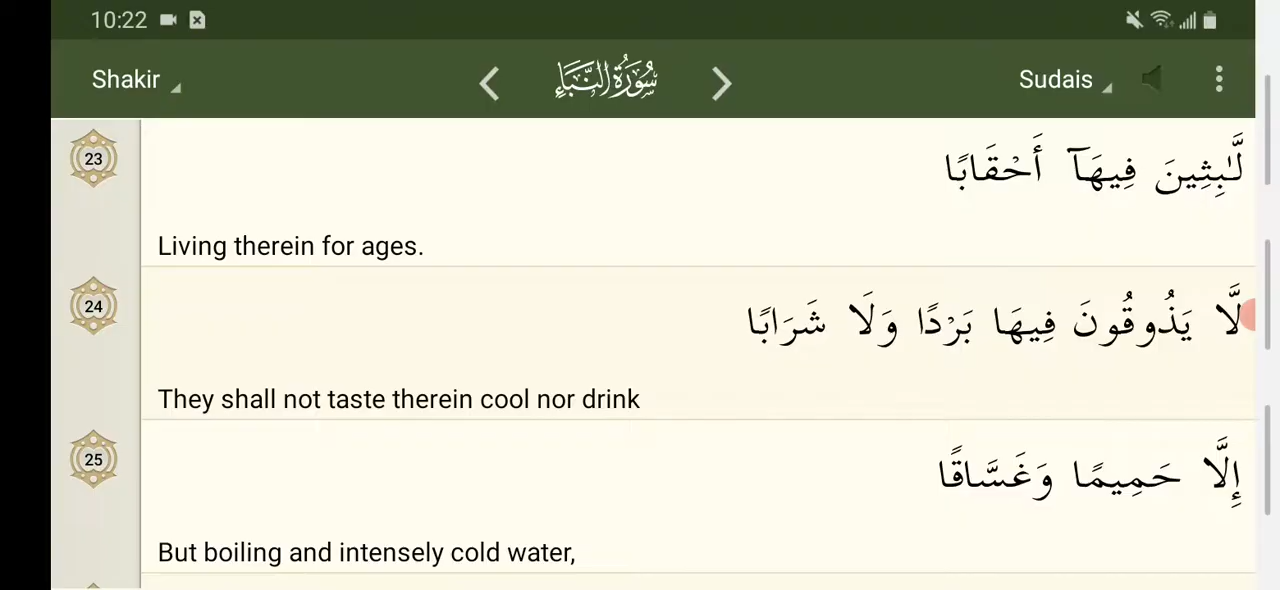 10:22
Shakir سُورَةُ النَّبَإِ Sudais
23
لَّـٰبِثِينَ فِيهَآ أَحْقَابًا
Living therein for ages.
24
لَّا يَذُوقُونَ فِيهَا بَرْدًا وَلَا شَرَابًا
They shall not taste therein cool nor drink
25
إِلَّا حَمِيمًا وَغَسَّاقًا
But boiling and intensely cold water,